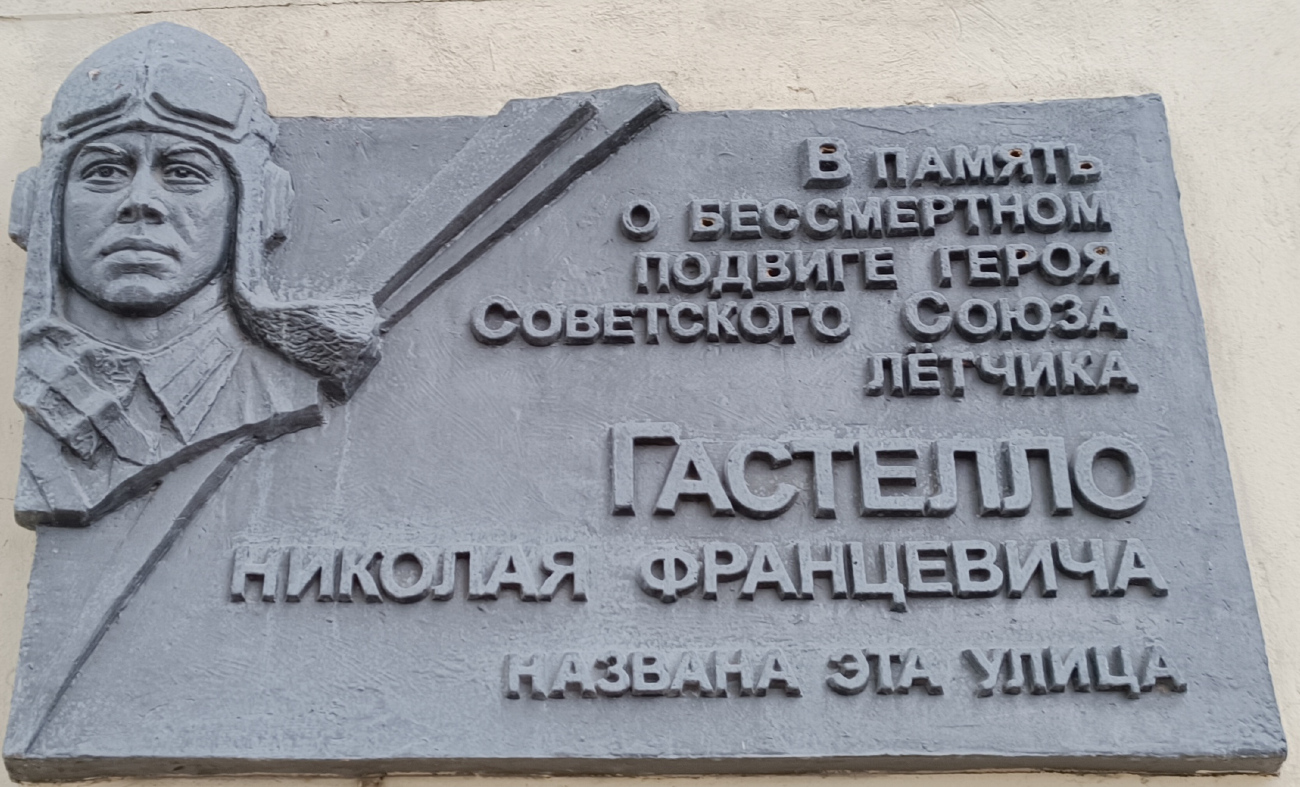 В ПАМЯТЬ
О БЕССМЕРТНОМ
ПОДВИГЕ ГЕРОЯ
СОВЕТСКОГО СОЮЗА
ЛЁТЧИКА
ГАСТЕЛЛО
НИКОЛАЯ ФРАНЦЕВИЧА
НАЗВАНА ЭТА УЛИЦА